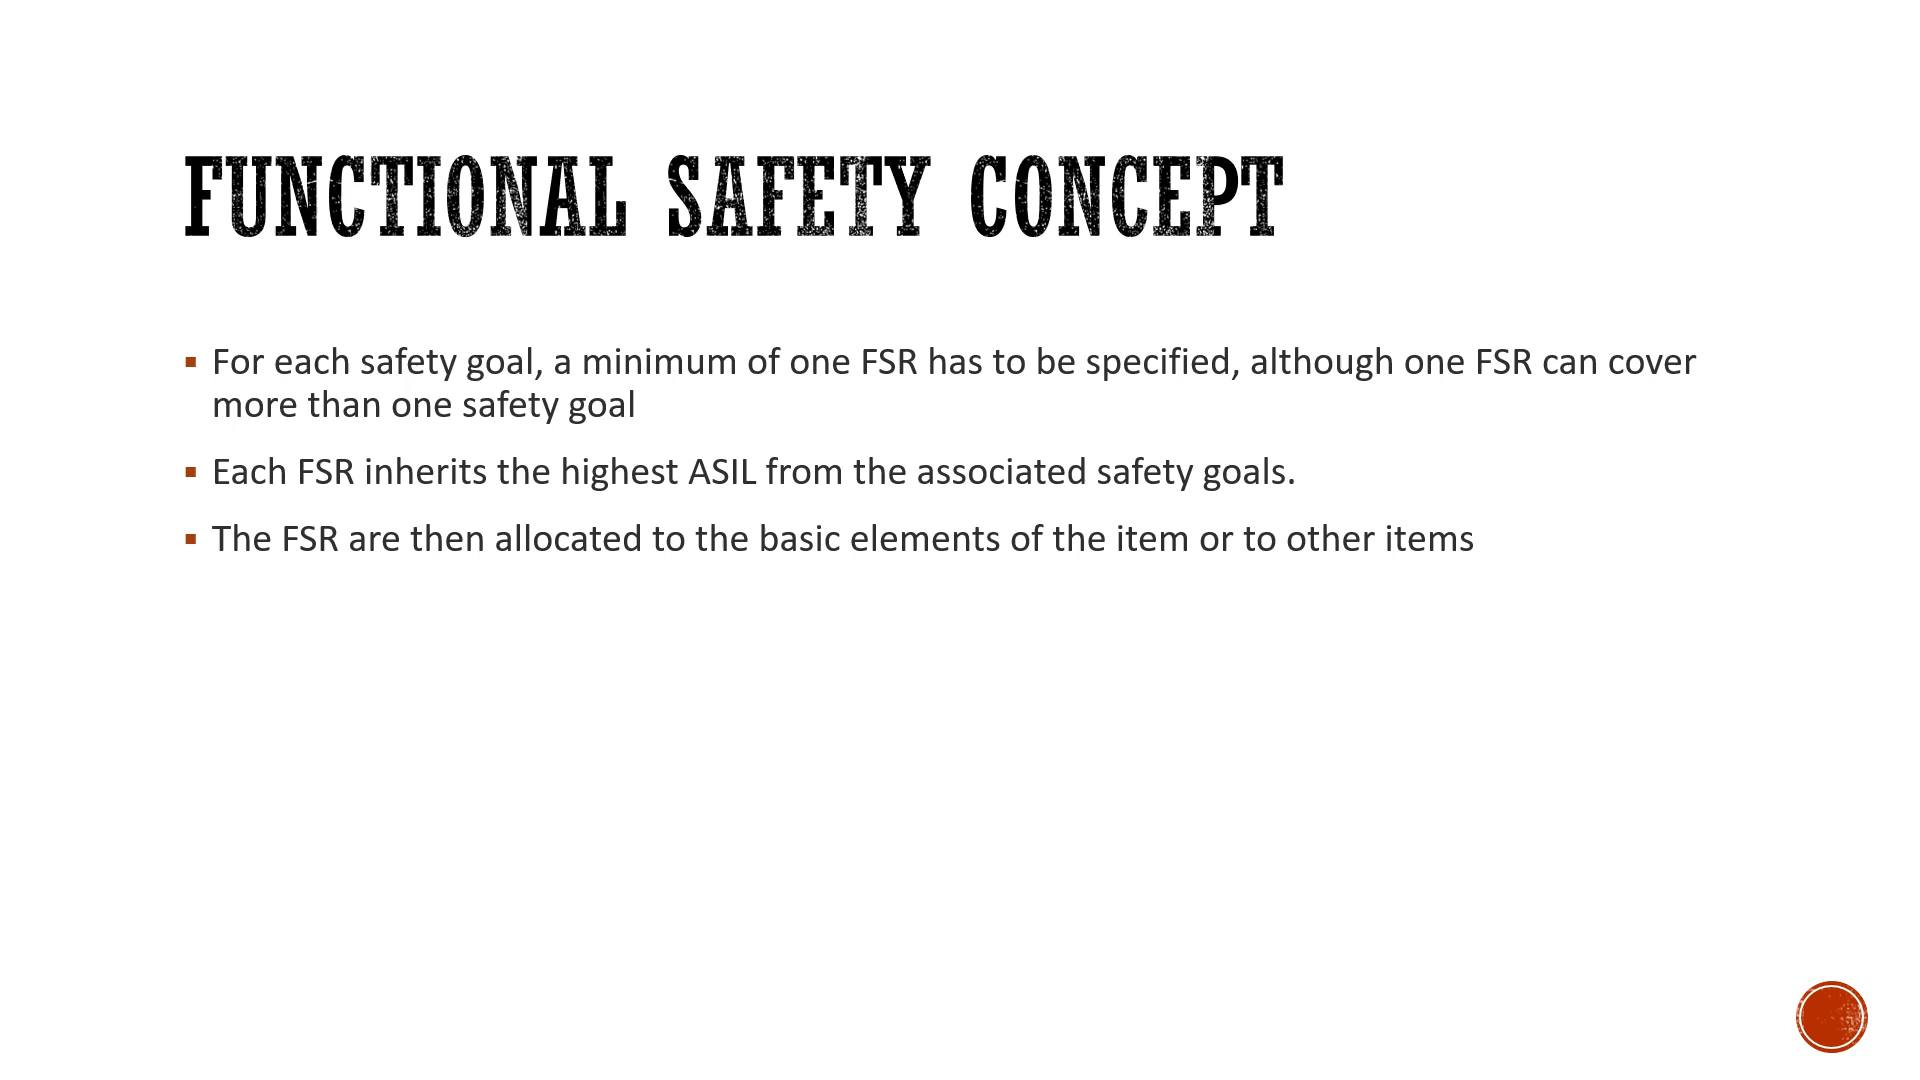 FUNCTIONAL SAFETY CONCEPT
▪ For each safety goal, a minimum of one FSR has to be specified, although one FSR can cover
more than one safety goal
▪ Each FSR inherits the highest ASIL from the associated safety goals.
▪ The FSR are then allocated to the basic elements of the item or to other items